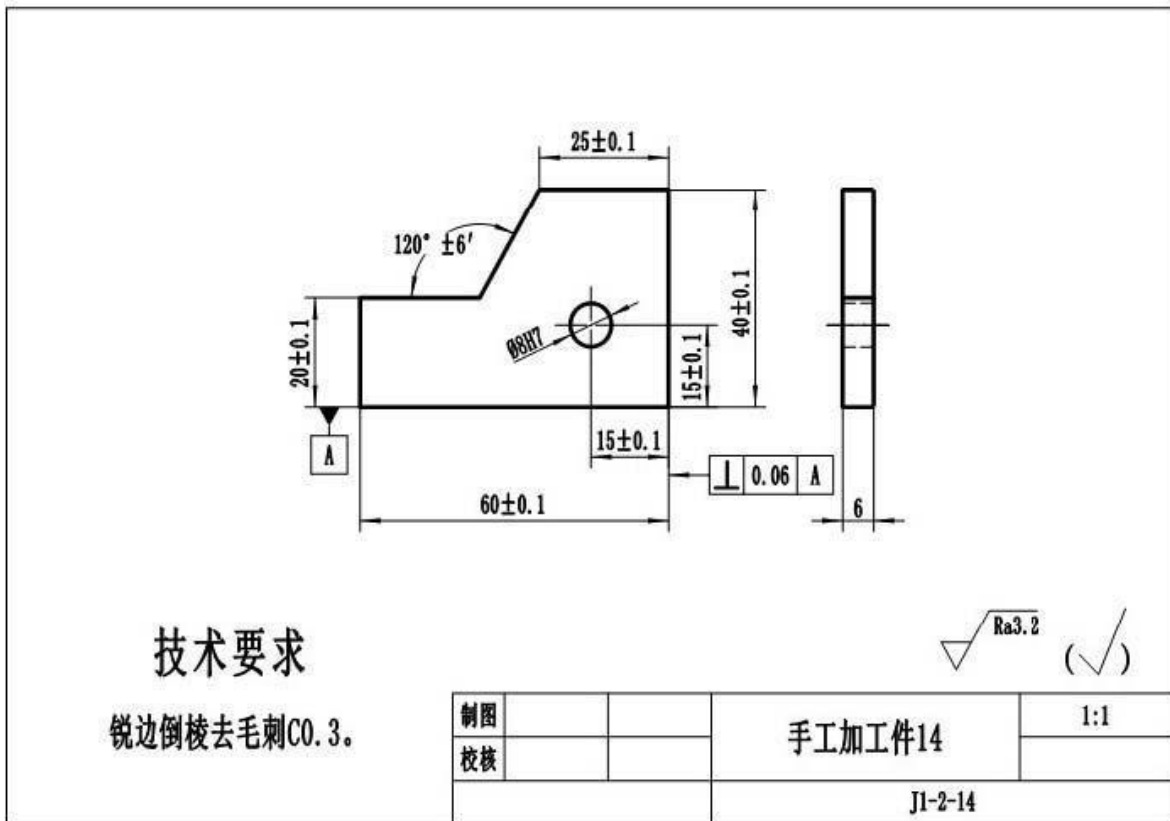 25±0.1
120° ±6′
20±0.1
Ø8H7
40±0.1
15±0.1
A
15±0.1
⊥ 0.06 A
60±0.1
6
技术要求
锐边倒棱去毛刺C0.3。
Ra3.2
(√)
制图
校核
手工加工件14
1:1
J1-2-14